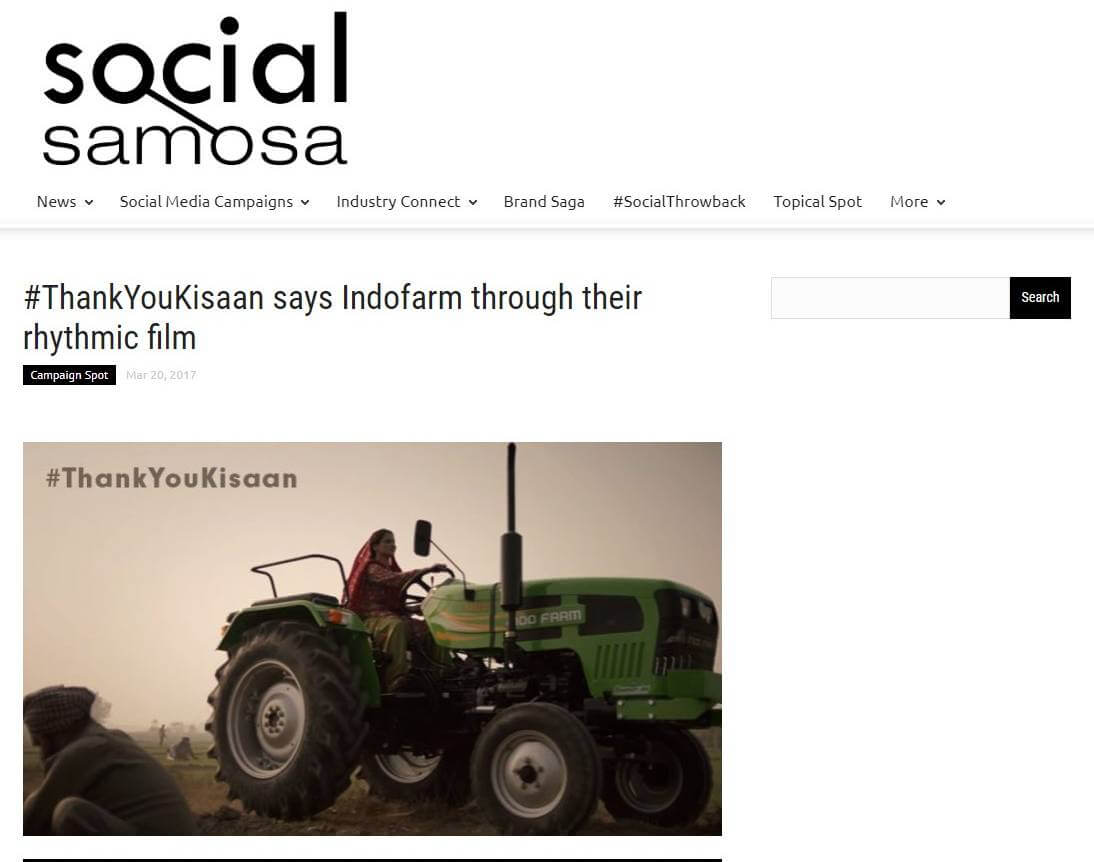 social
samosa
News
Social Media Campaigns
Industry Connect
Brand Saga
#SocialThrowback
Topical Spot
More
#ThankYouKisaan says Indofarm through their
rhythmic film
Search
Campaign Spot
Mar 20, 2017
#ThankYouKisaan
INDO FARM